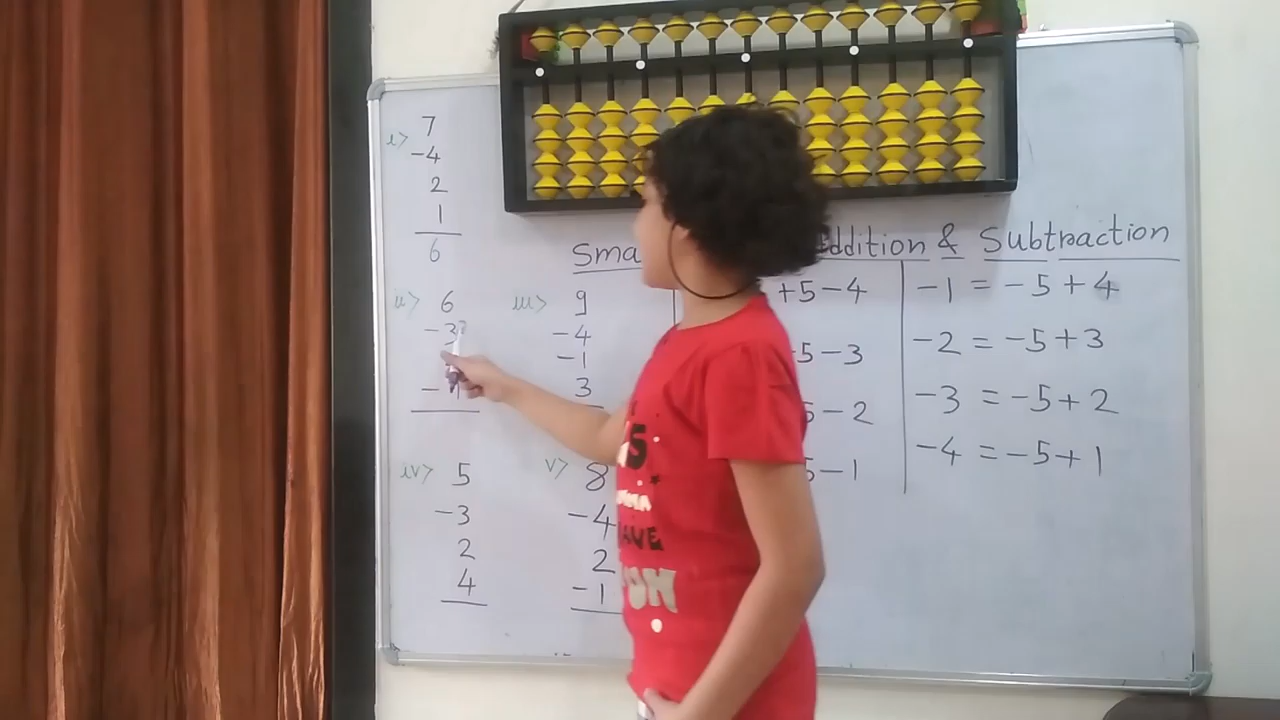 i> 7
-4
2
1
6
ii> 6
-3
iii> 9
-4
-1
3
iv> 5
-3
2
4
v> 8
-4
2
-1
Addition & Subtraction
+5-4
5-3
5-2
5-1
-1 = -5+4
-2 = -5+3
-3 = -5+2
-4 = -5+1